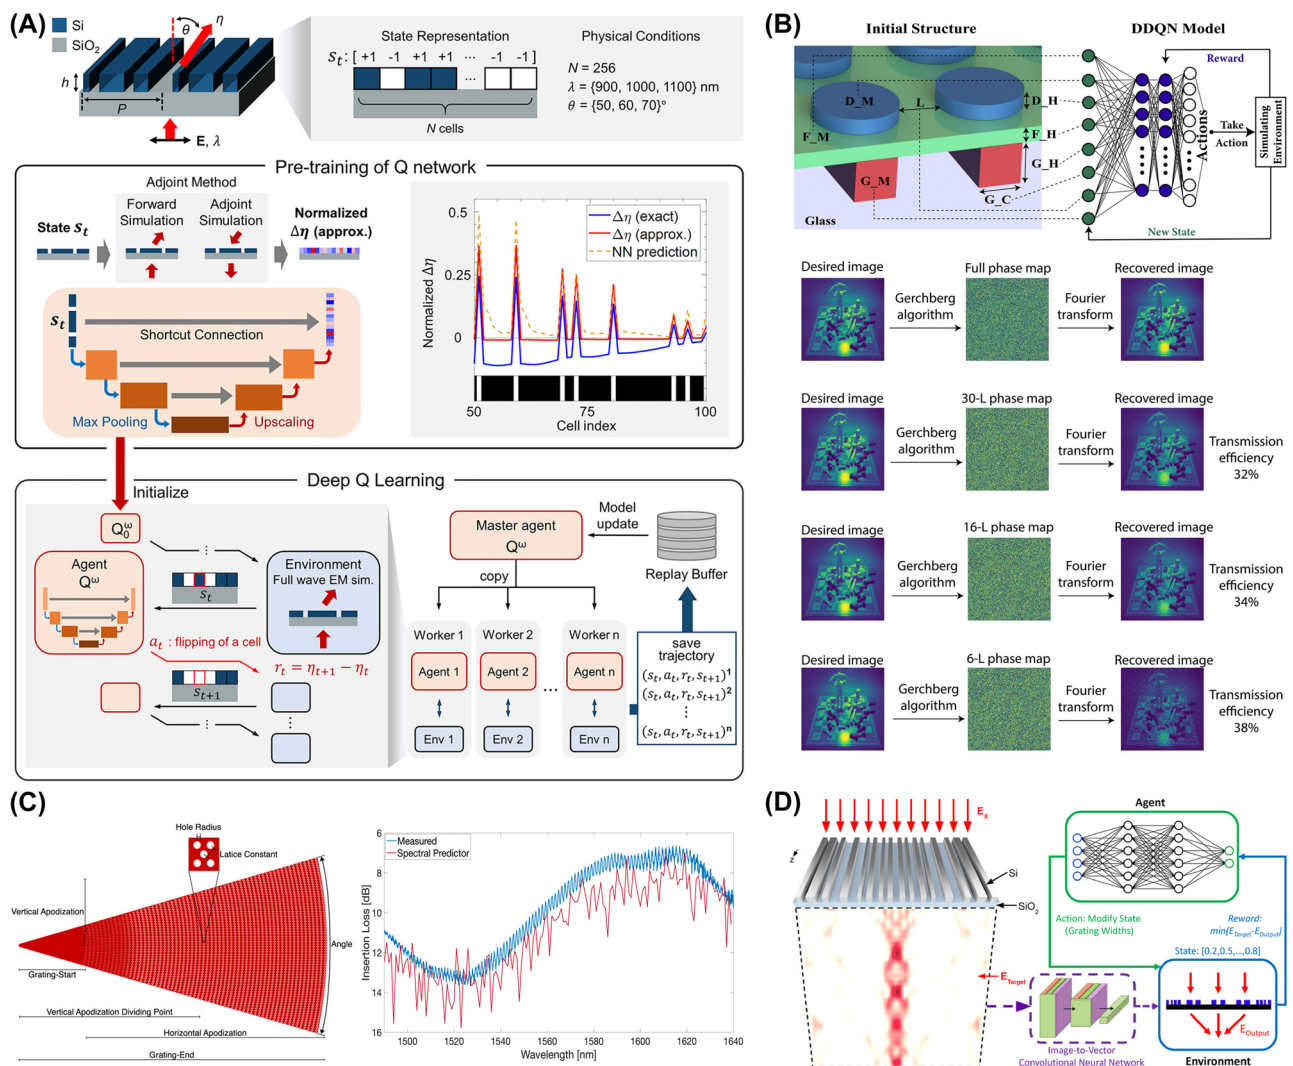 (A)
Si
SiO2
θ
η
h
P
E, λ
State Representation
St: [ +1 -1 +1 +1 ... -1 -1 ]
N cells
Physical Conditions
N = 256
λ = {900, 1000, 1100} nm
θ = {50, 60, 70}°
Pre-training of Q network
Adjoint Method
Forward Simulation
Adjoint Simulation
State St
Normalized
Δη (approx.)
St
Shortcut Connection
Max Pooling
Upscaling
Normalized Δη
0.5
0.25
0
Δη (exact)
Δη (approx.)
NN prediction
50
75
100
Cell index
Initialize
Deep Q Learning
Q0ω
Agent
Qω
St
Environment
Full wave EM sim.
at : flipping of a cell
rt = ηt+1 − ηt
St+1
Master agent
Qω
Model update
Replay Buffer
copy
Worker 1
Agent 1
Env 1
Worker 2
Agent 2
Env 2
...
Worker n
Agent n
Env n
save trajectory
(st, at, rt, st+1)1
(st, at, rt, st+1)2
⋮
(st, at, rt, st+1)n
(B)
Initial Structure
DDQN Model
D_M
L
D_H
F_M
F_H
G_H
G_M
G_C
Glass
Reward
Actions
Take
Action
Simulating
Environment
New State
Desired image
Gerchberg
algorithm
Full phase map
Fourier
transform
Recovered image
Desired image
Gerchberg
algorithm
30-L phase map
Fourier
transform
Recovered image
Transmission
efficiency
32%
Desired image
Gerchberg
algorithm
16-L phase map
Fourier
transform
Recovered image
Transmission
efficiency
34%
Desired image
Gerchberg
algorithm
6-L phase map
Fourier
transform
Recovered image
Transmission
efficiency
38%
(C)
Hole Radius
Latice Constant
Vertical Apodization
Angle
Grating-Start
Vertical Apodization Dividing Point
Horizontal Apodization
Grating-End
Measured
Spectral Predictor
Insertion Loss [dB]
6
8
10
12
14
16
1500
1520
1540
1560
1580
1600
1620
1640
Wavelength [nm]
(D)
Ex
z
Si
SiO2
ETarget
Agent
Action: Modify State
(Grating Widths)
Reward:
min(ETarget-EOutput)
State: [0.2,0.5,...,0.8]
EOutput
Image-to-Vector
Convolutional Neural Network
Environment